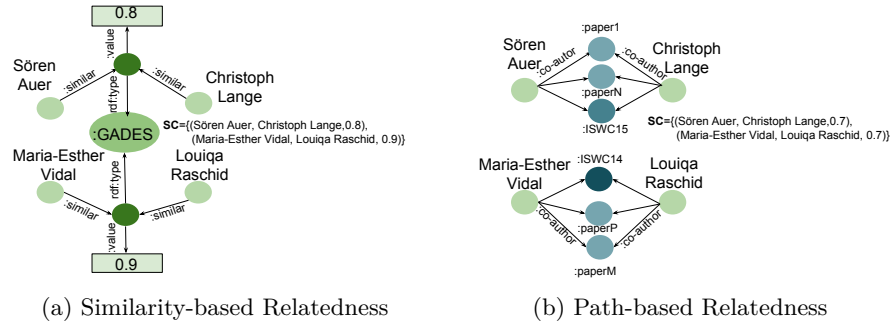 0.8
:value
Sören
Auer
:similar
:similar
Christoph
Lange
rdf:type
:GADES
SC={(Sören Auer, Christoph Lange,0.8),
(Maria-Esther Vidal, Louiqa Raschid, 0.9)}
Maria-Esther
Vidal
rdf:type
Louiqa
Raschid
:similar
:similar
:value
0.9
(a) Similarity-based Relatedness
:paper1
Sören
Auer
:co-autor
:co-author
Christoph
Lange
:paperN
:ISWC15
SC={(Sören Auer, Christoph Lange,0.7),
(Maria-Esther Vidal, Louiqa Raschid, 0.7)}
:ISWC14
Maria-Esther
Vidal
Louiqa
Raschid
:paperP
:co-author
:co-author
:paperM
(b) Path-based Relatedness